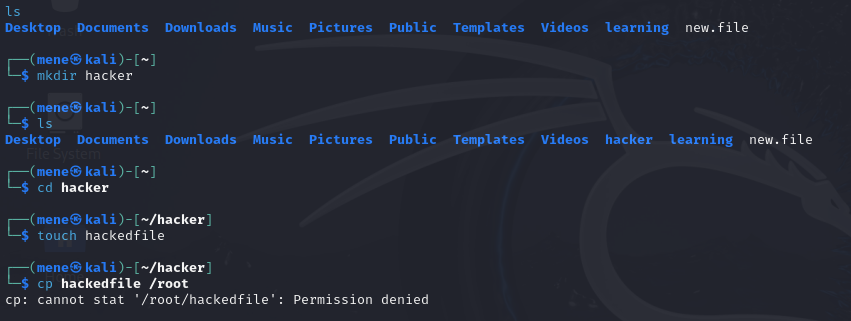 ls
Desktop Documents Downloads Music Pictures Public Templates Videos learning new.file
┌──(mene㉿kali)-[~]
└─$ mkdir hacker
┌──(mene㉿kali)-[~]
└─$ ls
Desktop Documents Downloads Music Pictures Public Templates Videos hacker learning new.file
File System
┌──(mene㉿kali)-[~]
└─$ cd hacker
┌──(mene㉿kali)-[~/hacker]
└─$ touch hackedfile
┌──(mene㉿kali)-[~/hacker]
└─$ cp hackedfile /root
cp: cannot stat '/root/hackedfile': Permission denied